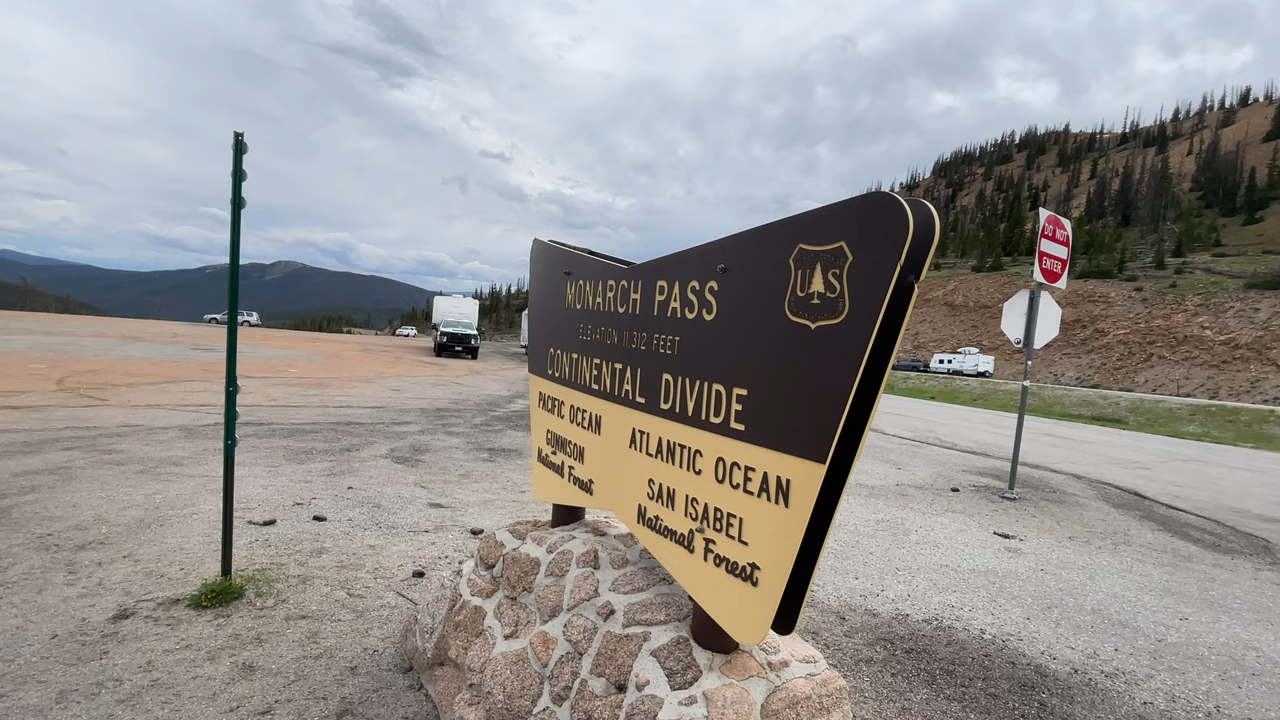 MONARCH PASS
ELEVATION 11,312 FEET
CONTINENTAL DIVIDE
PACIFIC OCEAN
GUNNISON
National Forest
ATLANTIC OCEAN
SAN ISABEL
National Forest
U S
DO NOT
ENTER